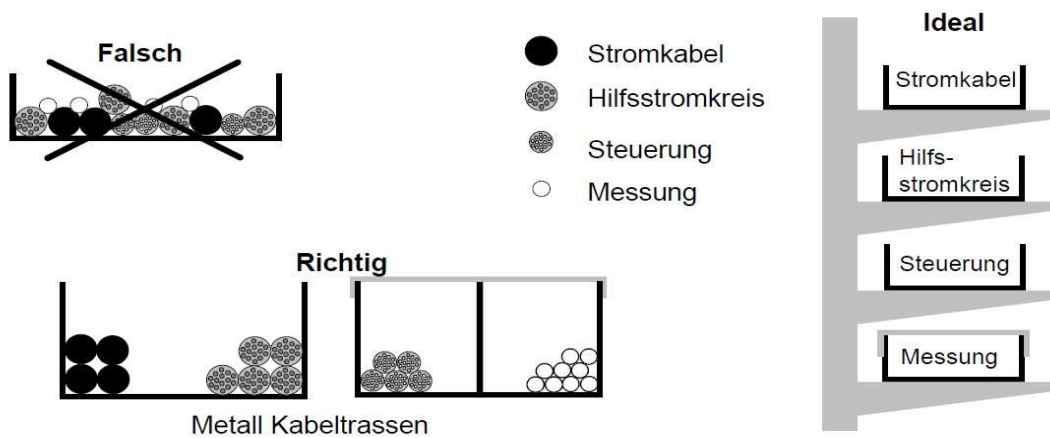 Falsch
Stromkabel
Hilfsstromkreis
Steuerung
Messung
Richtig
Metall Kabeltrassen
Ideal
Stromkabel
Hilfs-
stromkreis
Steuerung
Messung